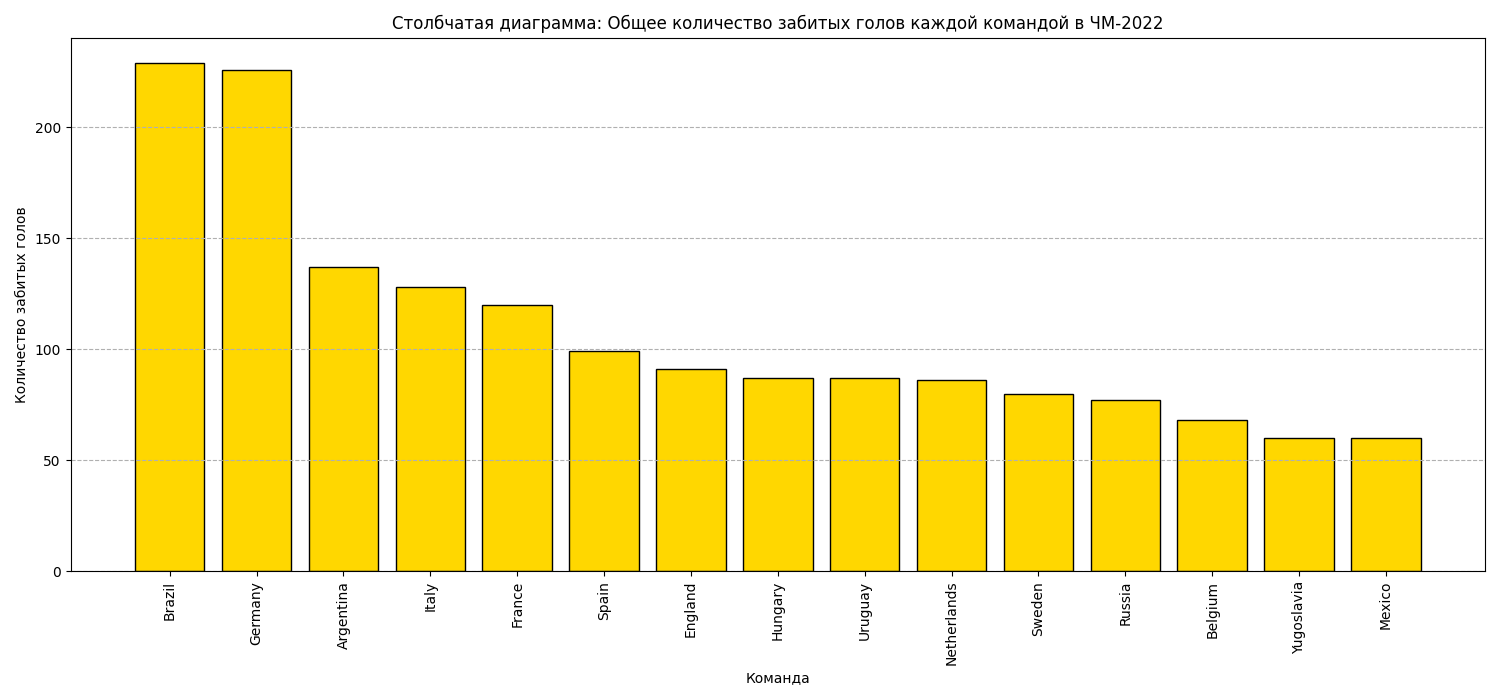 Столбчатая диаграмма: Общее количество забитых голов каждой командой в ЧМ-2022
Количество забитых голов
200
150
100
50
0
Brazil
Germany
Argentina
Italy
France
Spain
England
Hungary
Uruguay
Netherlands
Sweden
Russia
Belgium
Yugoslavia
Mexico
Команда